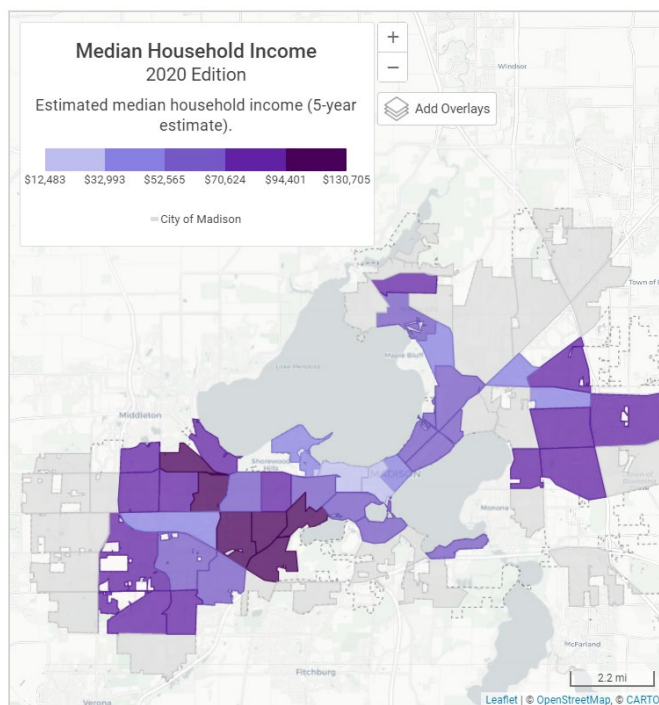 Median Household Income
2020 Edition
Estimated median household income (5-year
estimate).
$12,483 $32,993 $52,565 $70,624 $94,401 $130,705
City of Madison
+
−
Add Overlays
Windsor
Town of
Maple Bluff
Lake Mendota
Middleton
Shorewood
Hills
MADISON
Town of
Monona
McFarland
Fitchburg
Verona
2.2 mi
Leaflet | © OpenStreetMap, © CARTO